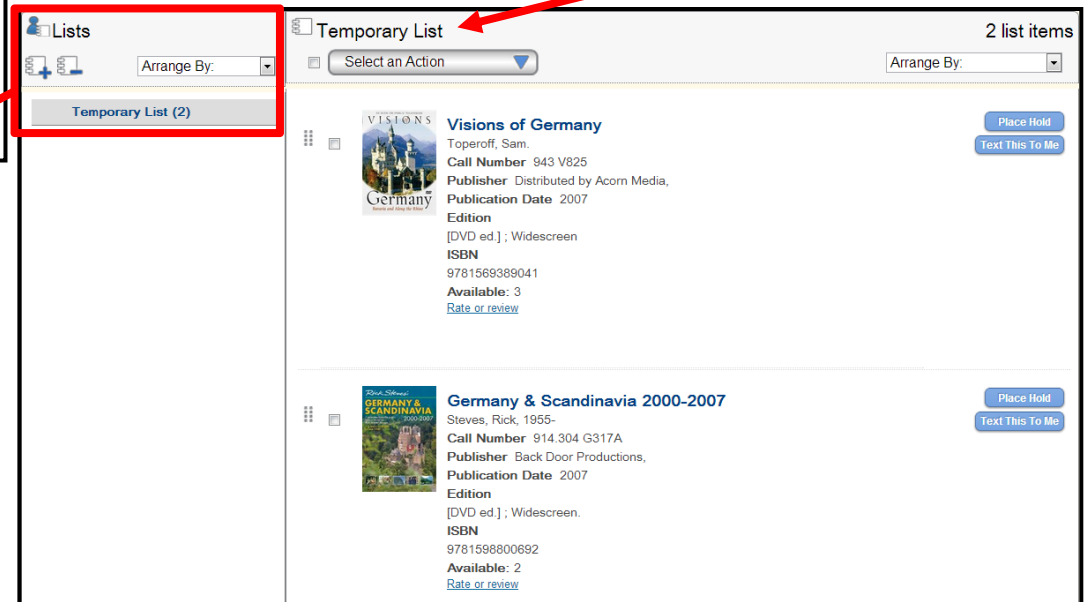 Lists
Arrange By:
Temporary List (2)
Temporary List
2 list items
Select an Action
Arrange By:
VISIONS
Germany
Visions of Germany
Toperoff, Sam.
Call Number 943 V825
Publisher Distributed by Acorn Media,
Publication Date 2007
Edition
[DVD ed.] ; Widescreen
ISBN
9781569389041
Available: 3
Rate or review
Place Hold
Text This To Me
Rick Steves'
GERMANY &
SCANDINAVIA
2000-2007
Germany & Scandinavia 2000-2007
Steves, Rick, 1955-
Call Number 914.304 G317A
Publisher Back Door Productions,
Publication Date 2007
Edition
[DVD ed.] ; Widescreen.
ISBN
9781598800692
Available: 2
Rate or review
Place Hold
Text This To Me